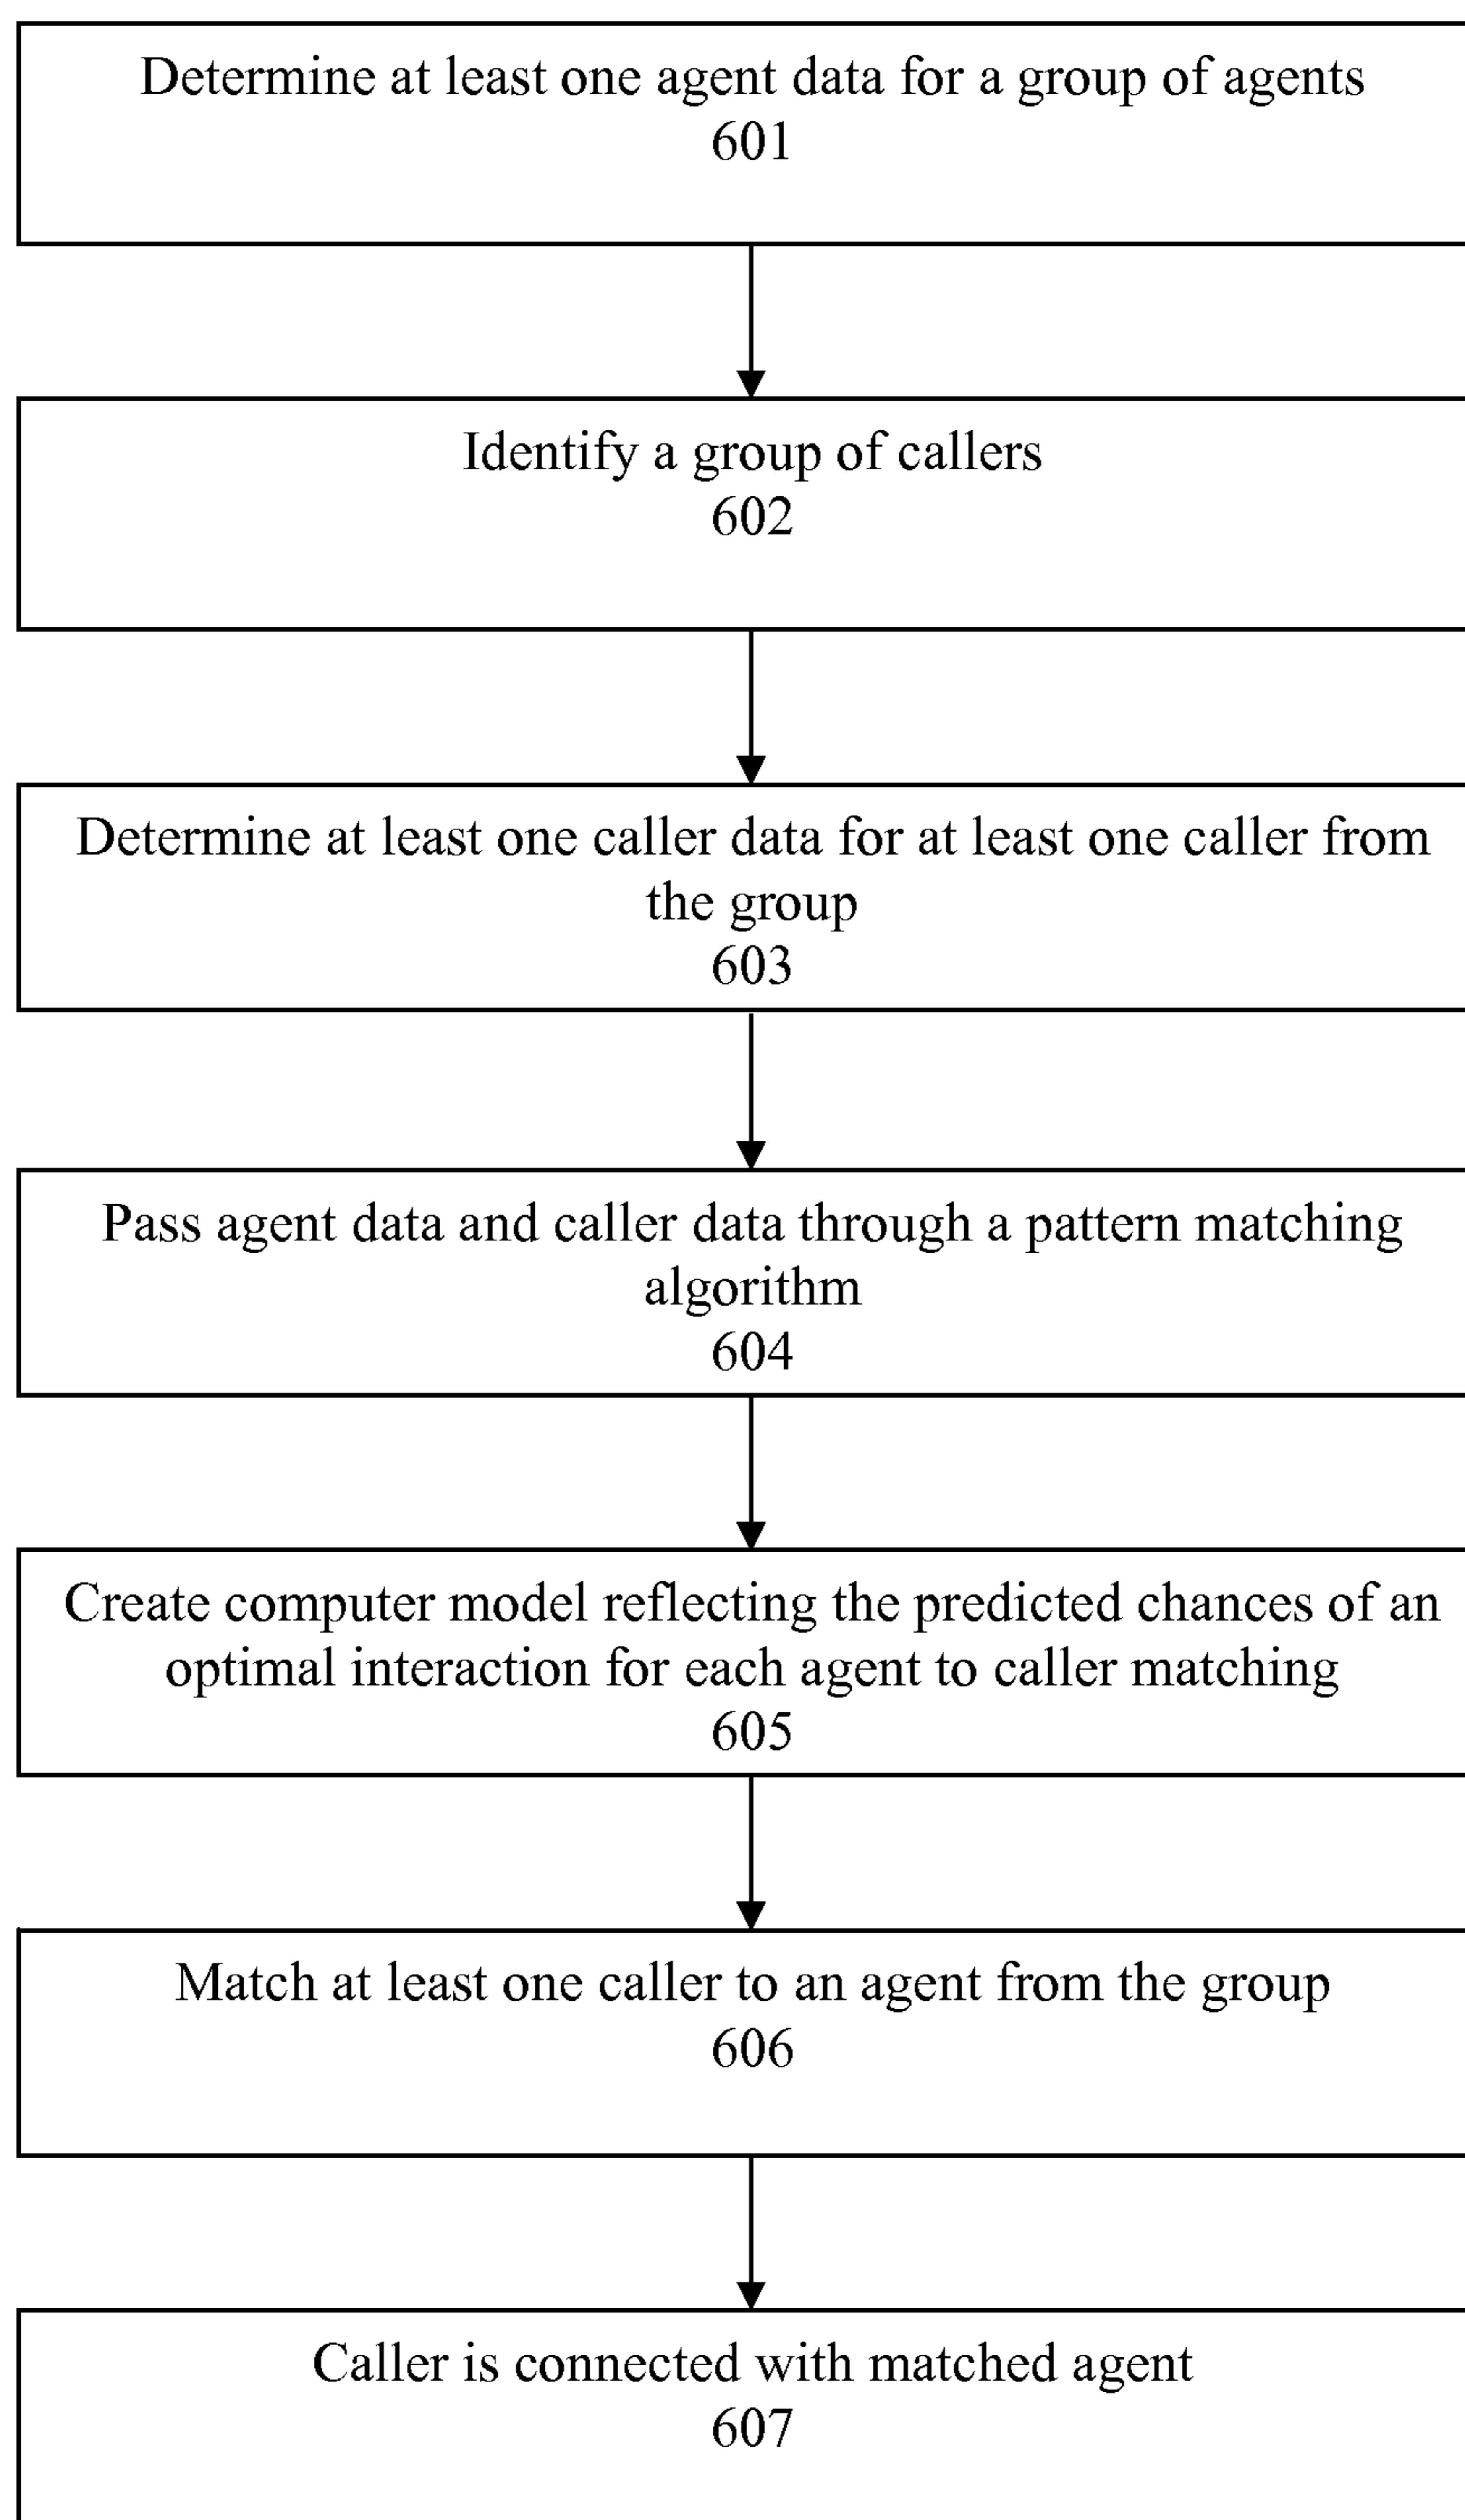 Determine at least one agent data for a group of agents
601
Identify a group of callers
602
Determine at least one caller data for at least one caller from
the group
603
Pass agent data and caller data through a pattern matching
algorithm
604
Create computer model reflecting the predicted chances of an
optimal interaction for each agent to caller matching
605
Match at least one caller to an agent from the group
606
Caller is connected with matched agent
607